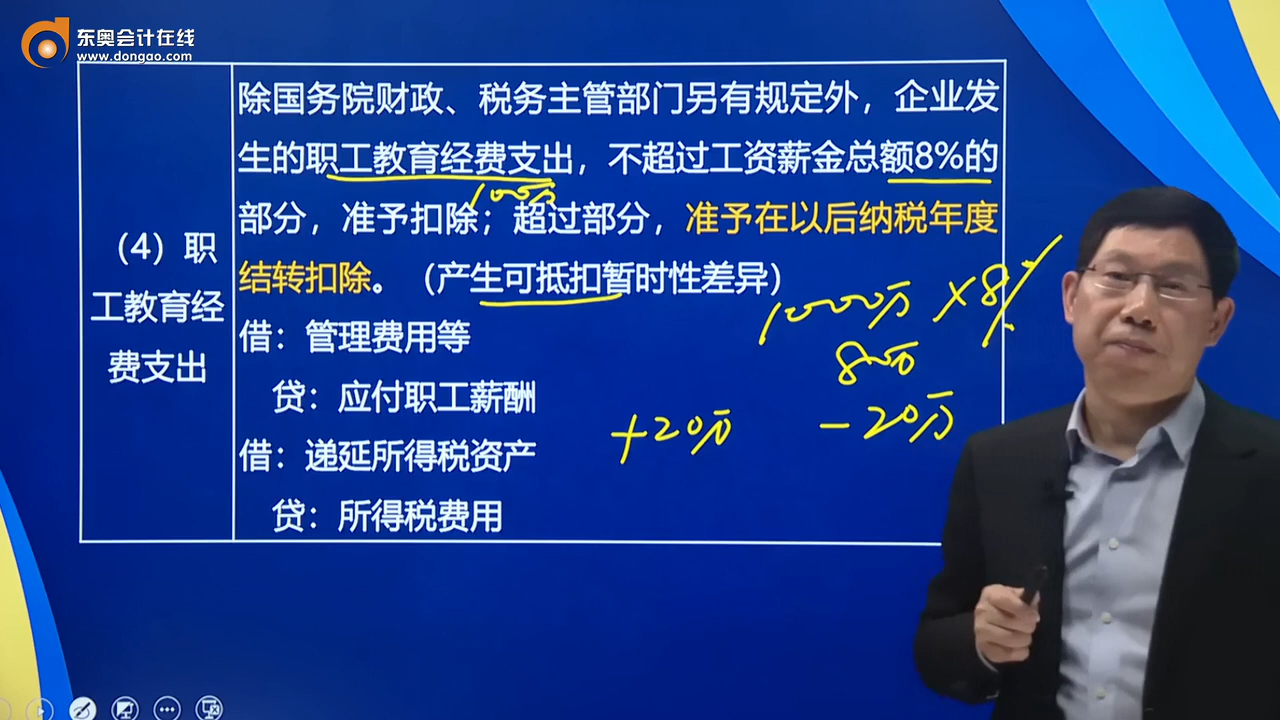 东奥会计在线
www.dongao.com
除国务院财政、税务主管部门另有规定外，企业发
生的职工教育经费支出，不超过工资薪金总额8%的
100万
部分，准予扣除；超过部分，准予在以后纳税年度
结转扣除。（产生可抵扣暂时性差异）
1000万 ×8%
80万
+20万 -20万
（4）职
工教育经
费支出
借：管理费用等
贷：应付职工薪酬
借：递延所得税资产
贷：所得税费用